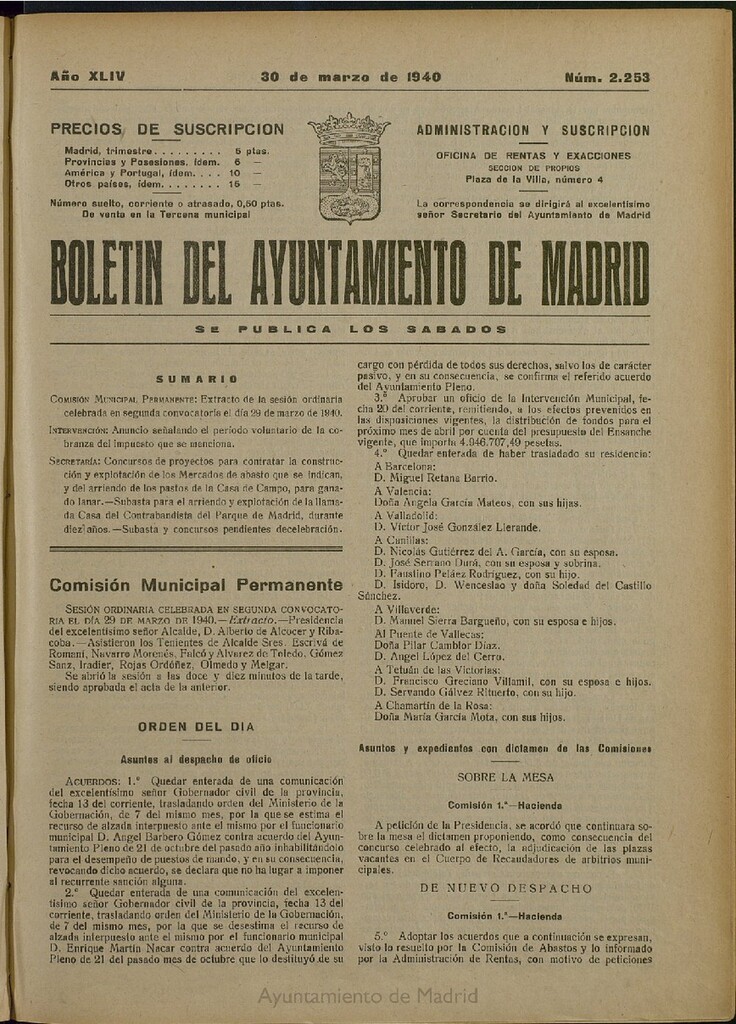 Año XLIV
30 de marzo de 1940
Núm. 2.253
PRECIOS DE SUSCRIPCION
Madrid, trimestre......... 5 ptas.
Provincias y Posesiones, ídem. 6 —
América y Portugal, ídem. ... 10 —
Otros países, ídem. ........ 15 —
Número suelto, corriente o atrasado, 0,50 ptas.
De venta en la Tercena municipal
ADMINISTRACION Y SUSCRIPCION
OFICINA DE RENTAS Y EXACCIONES
SECCION DE PROPIOS
Plaza de la Villa, número 4
La correspondencia se dirigirá al excelentísimo
señor Secretario del Ayuntamiento de Madrid
BOLETIN DEL AYUNTAMIENTO DE MADRID
SE PUBLICA LOS SABADOS
SUMARIO
COMISIÓN MUNICIPAL PERMANENTE: Extracto de la sesión ordinaria
celebrada en segunda convocatoria el día 29 de marzo de 1940.
INTERVENCIÓN: Anuncio señalando el período voluntario de la co-
branza del impuesto que se menciona.
SECRETARÍA: Concursos de proyectos para contratar la construc-
ción y explotación de los Mercados de abasto que se indican,
y del arriendo de los pastos de la Casa de Campo, para gana-
do lanar.—Subasta para el arriendo y explotación de la llama-
da Casa del Contrabandista del Parque de Madrid, durante
diez años.—Subasta y concursos pendientes de celebración.
Comisión Municipal Permanente
SESIÓN ORDINARIA CELEBRADA EN SEGUNDA CONVOCATO-
RIA EL DÍA 29 DE MARZO DE 1940.—Extracto.—Presidencia
del excelentísimo señor Alcalde, D. Alberto de Alcocer y Riba-
coba.—Asistieron los Tenientes de Alcalde Sres. Escrivá de
Romaní, Navarro Morenés, Falcó y Alvarez de Toledo, Gómez
Sanz, Iradier, Rojas Ordóñez, Olmedo y Melgar.
Se abrió la sesión a las doce y diez minutos de la tarde,
siendo aprobada el acta de la anterior.
ORDEN DEL DIA
Asuntos al despacho de oficio
ACUERDOS: 1.º Quedar enterada de una comunicación
del excelentísimo señor Gobernador civil de la provincia,
fecha 13 del corriente, trasladando orden del Ministerio de la
Gobernación, de 7 del mismo mes, por la que se estima el
recurso de alzada interpuesto ante el mismo por el funcionario
municipal D. Angel Barbero Gómez contra acuerdo del Ayun-
tamiento Pleno de 21 de octubre del pasado año inhabilitándolo
para el desempeño de puestos de mando, y en su consecuencia,
revocando dicho acuerdo, se declara que no ha lugar a imponer
al recurrente sanción alguna.
2.º Quedar enterada de una comunicación del excelen-
tísimo señor Gobernador civil de la provincia, fecha 13 del
corriente, trasladando orden del Ministerio de la Gobernación,
de 7 del mismo mes, por la que se desestima el recurso de
alzada interpuesto ante el mismo por el funcionario municipal
D. Enrique Martín Nacar contra acuerdo del Ayuntamiento
Pleno de 21 del pasado mes de octubre que lo destituyó de su
cargo con pérdida de todos sus derechos, salvo los de carácter
pasivo, y en su consecuencia, se confirma el referido acuerdo
del Ayuntamiento Pleno.
3.º Aprobar un oficio de la Intervención Municipal, fe-
cha 20 del corriente, remitiendo, a los efectos prevenidos en
las disposiciones vigentes, la distribución de fondos para el
próximo mes de abril por cuenta del presupuesto del Ensanche
vigente, que importa 4.946.707,49 pesetas.
4.º Quedar enterada de haber trasladado su residencia:
A Barcelona:
D. Miguel Retana Barrio.
A Valencia:
Doña Angela García Mateos, con sus hijas.
A Valladolid:
D. Víctor José González Llerande.
A Canillas:
D. Nicolás Gutiérrez del A. García, con su esposa.
D. José Serrano Durá, con su esposa y sobrina.
D. Faustino Peláez Rodríguez, con su hijo.
D. Isidoro, D. Wenceslao y doña Soledad del Castillo
Sánchez.
A Villaverde:
D. Manuel Sierra Bargueño, con su esposa e hijos.
Al Puente de Vallecas:
Doña Pilar Camblor Díaz.
D. Angel López del Cerro.
A Tetuán de las Victorias:
D. Francisco Greciano Villamil, con su esposa e hijos.
D. Servando Gálvez Rituerto, con su hijo.
A Chamartín de la Rosa:
Doña María García Mota, con sus hijos.
Asuntos y expedientes con dictamen de las Comisiones
SOBRE LA MESA
Comisión 1.ª—Hacienda
A petición de la Presidencia, se acordó que continuara so-
bre la mesa el dictamen proponiendo, como consecuencia del
concurso celebrado al efecto, la adjudicación de las plazas
vacantes en el Cuerpo de Recaudadores de arbitrios muni-
cipales.
DE NUEVO DESPACHO
Comisión 1.ª—Hacienda
5.º Adoptar los acuerdos que a continuación se expresan,
visto lo resuelto por la Comisión de Abastos y lo informado
por la Administración de Rentas, con motivo de peticiones
Ayuntamiento de Madrid